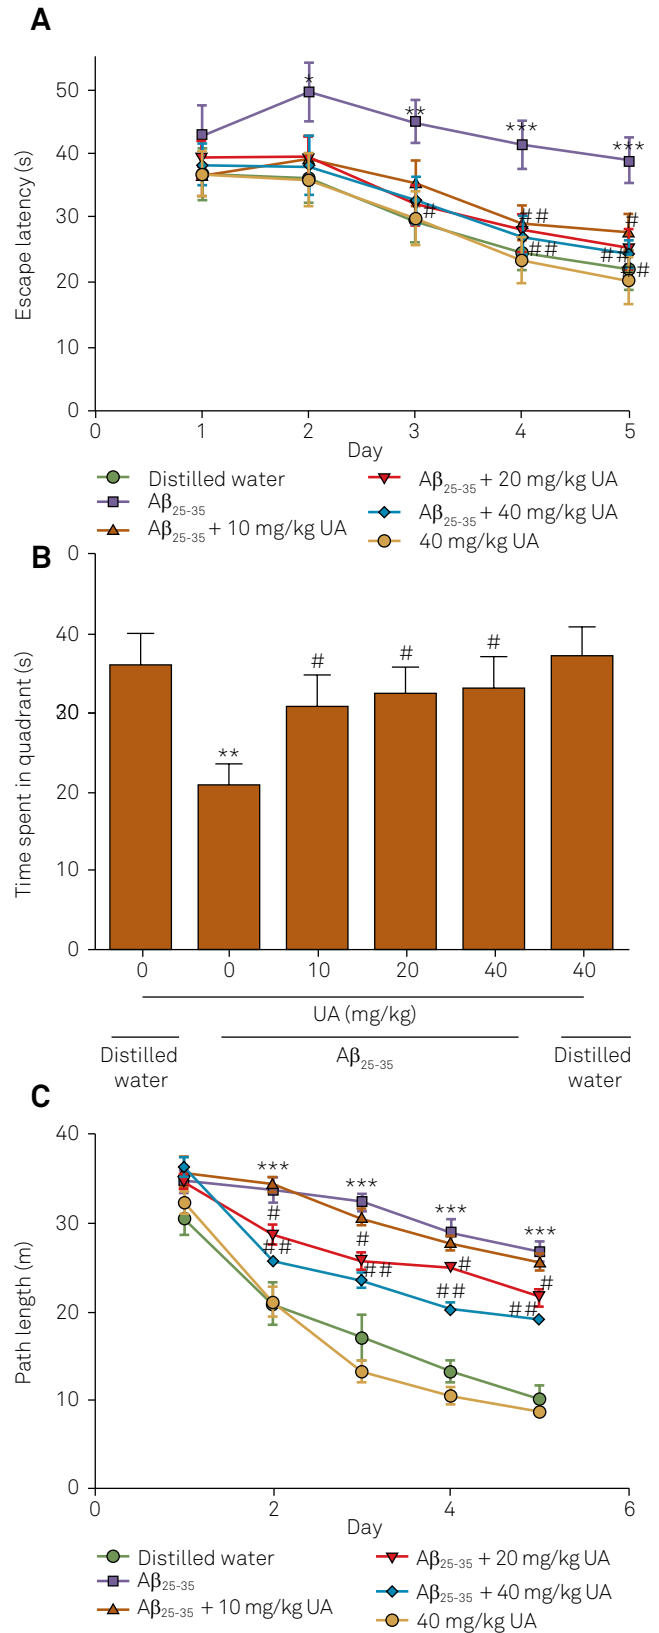 A
Escape latency (s)
50
*
**
***
***
40
30
#
##
#
##
##
##
20
10
0
0 1 2 3 4 5
Day
Distilled water
Aβ25-35
Aβ25-35 + 10 mg/kg UA
Aβ25-35 + 20 mg/kg UA
Aβ25-35 + 40 mg/kg UA
40 mg/kg UA
B
Time spent in quadrant (s)
0
40
30
20
10
0
**
#
#
#
0 0 10 20 40 40
UA (mg/kg)
Distilled water
Aβ25-35
Distilled water
C
Path length (m)
40
30
20
10
0
***
***
***
***
#
##
#
##
#
##
#
##
0 2 4 6
Day
Distilled water
Aβ25-35
Aβ25-35 + 10 mg/kg UA
Aβ25-35 + 20 mg/kg UA
Aβ25-35 + 40 mg/kg UA
40 mg/kg UA